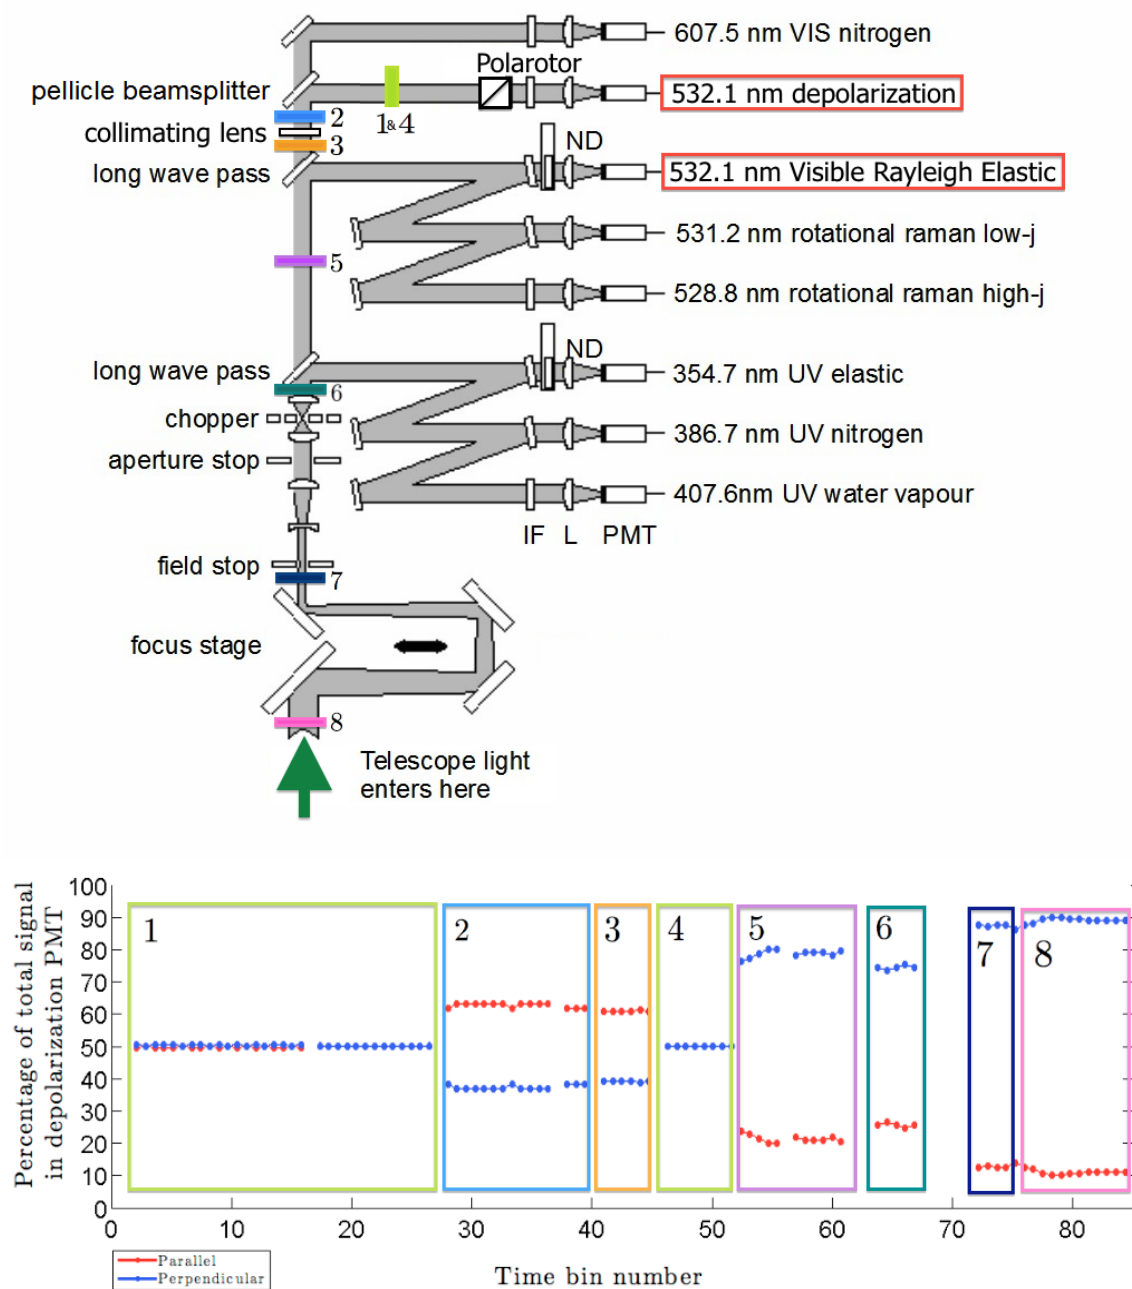 607.5 nm VIS nitrogen
Polarotor
pellicle beamsplitter
532.1 nm depolarization
2
1&4
collimating lens
3
ND
long wave pass
532.1 nm Visible Rayleigh Elastic
531.2 nm rotational raman low-j
5
528.8 nm rotational raman high-j
ND
long wave pass
354.7 nm UV elastic
6
chopper
386.7 nm UV nitrogen
aperture stop
407.6nm UV water vapour
IF L PMT
field stop
7
focus stage
8
Telescope light
enters here
Percentage of total signal
in depolarization PMT
100
90
80
70
60
50
40
30
20
10
0
1 2 3 4 5 6 7 8
0 10 20 30 40 50 60 70 80
Parallel
Perpendicular
Time bin number